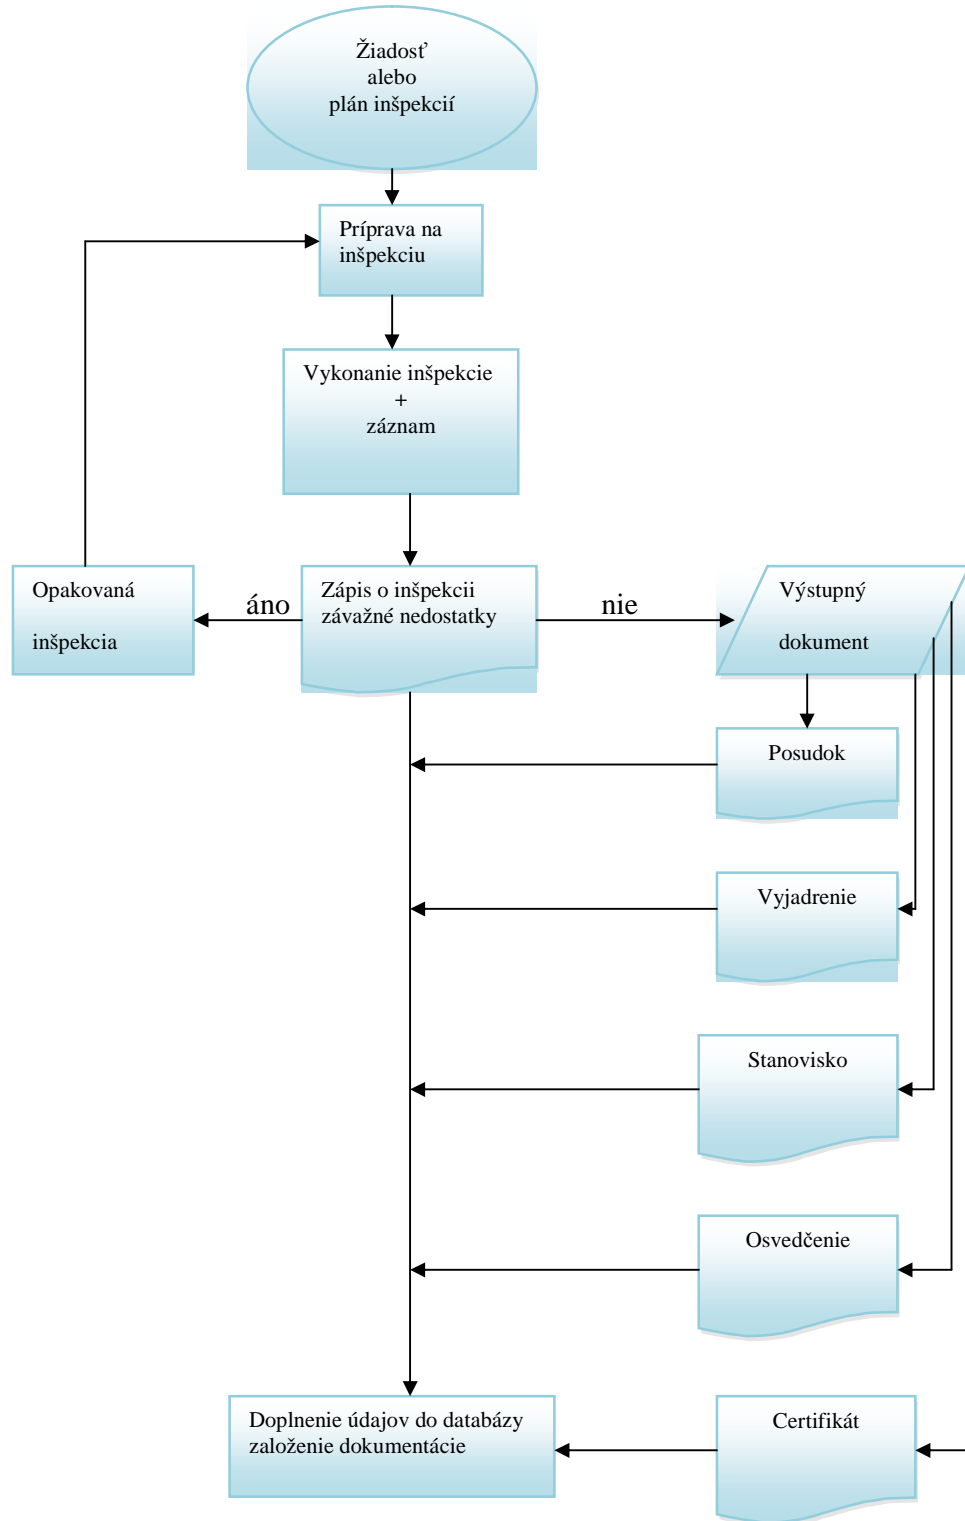 Žiadosť
alebo
plán inšpekcií
Príprava na
inšpekciu
Vykonanie inšpekcie
+
záznam
Opakovaná
inšpekcia
áno
Zápis o inšpekcii
závažné nedostatky
nie
Výstupný
dokument
Posudok
Vyjadrenie
Stanovisko
Osvedčenie
Doplnenie údajov do databázy
založenie dokumentácie
Certifikát